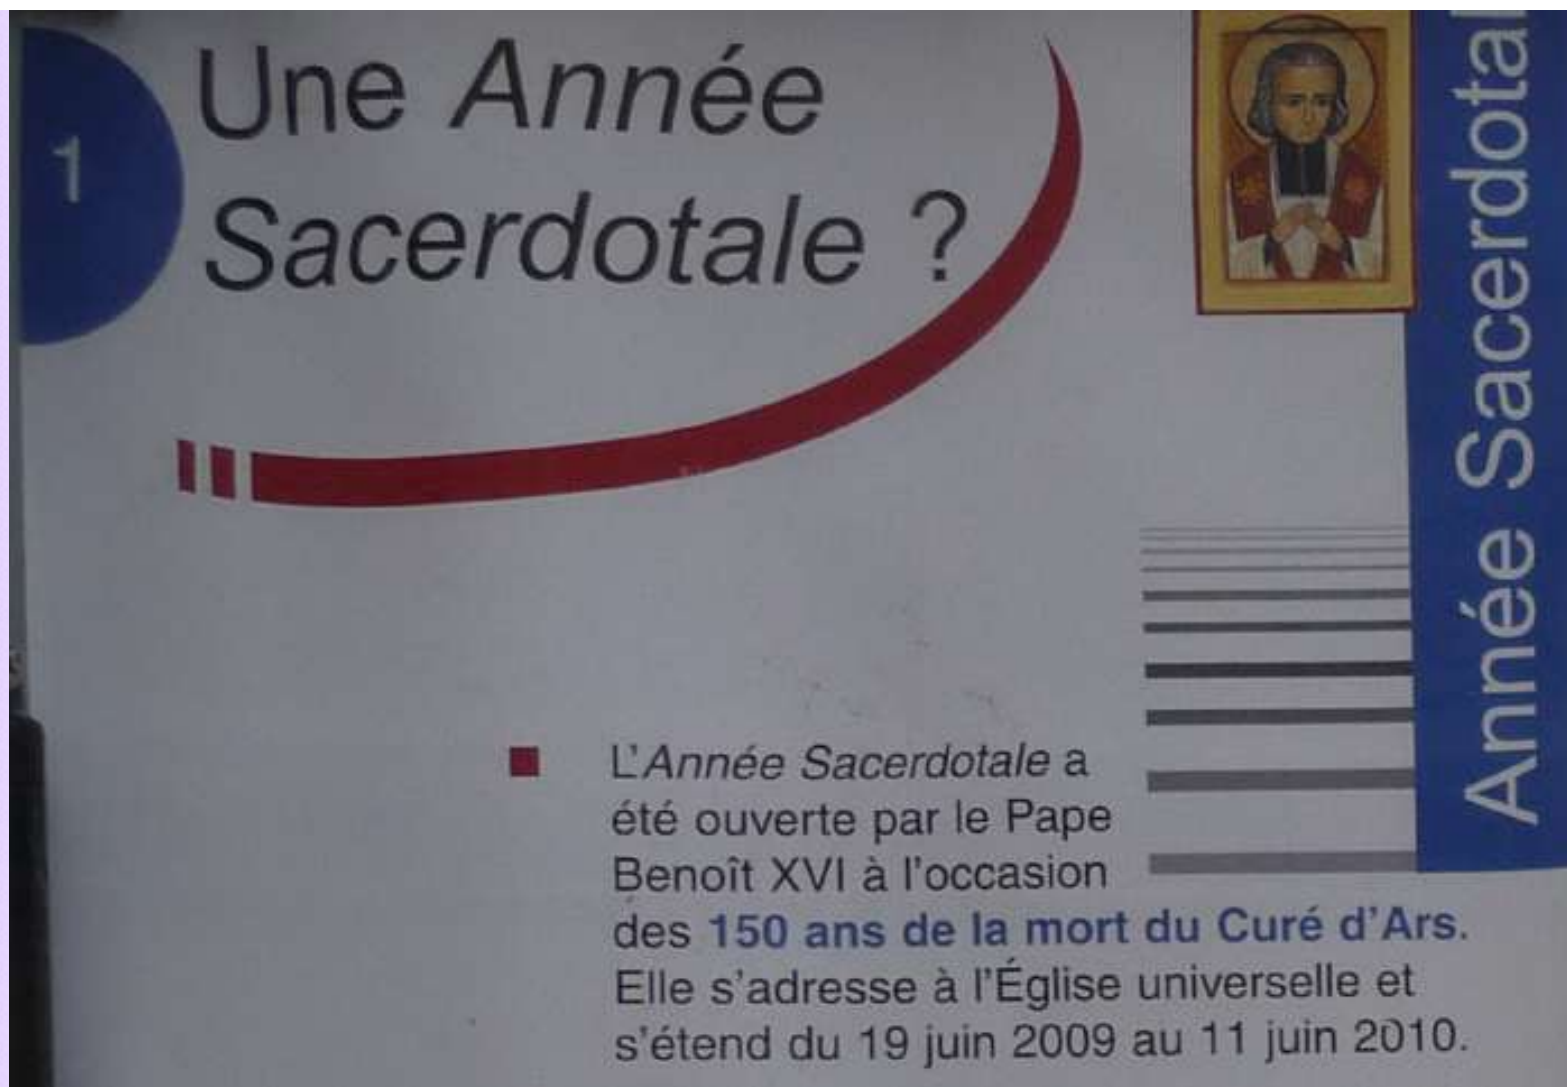 1
Une Année
Sacerdotale ?
L'Année Sacerdotale a
été ouverte par le Pape
Benoît XVI à l'occasion
des 150 ans de la mort du Curé d'Ars.
Elle s'adresse à l'Église universelle et
s'étend du 19 juin 2009 au 11 juin 2010.
Année Sacerdotal